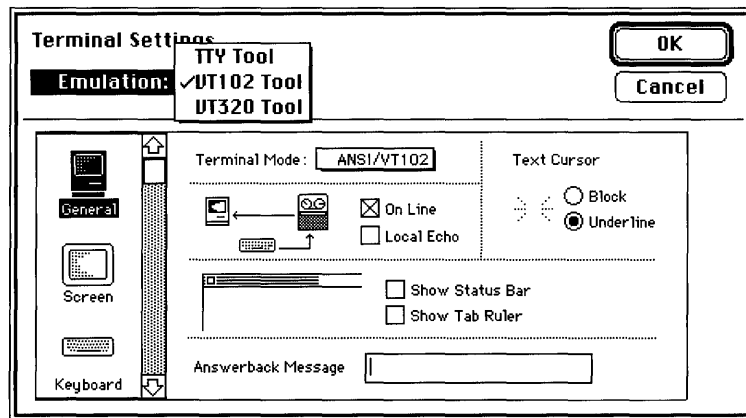 Terminal Settings
TTY Tool
Emulation: ✓VT102 Tool
VT320 Tool
OK
Cancel
General
Screen
Keyboard
Terminal Mode: ANSI/VT102
On Line
Local Echo
Text Cursor
Block
Underline
Show Status Bar
Show Tab Ruler
Answerback Message